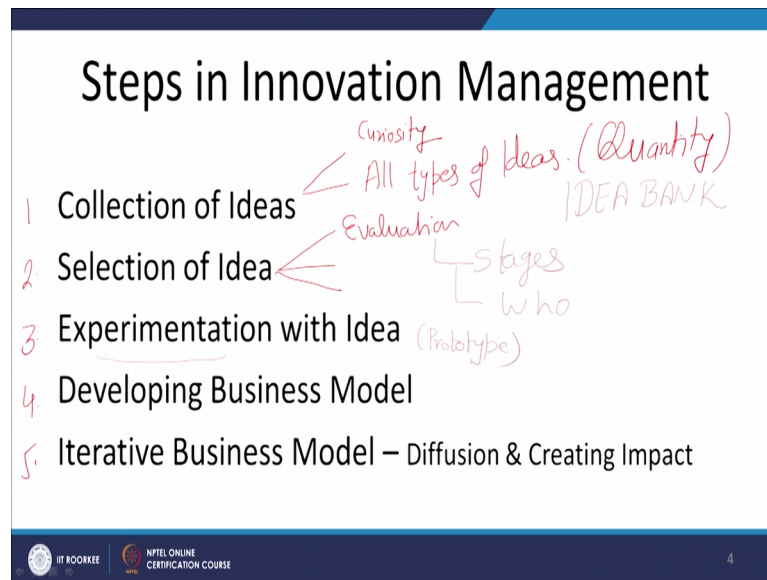 Steps in Innovation Management
Curiosity
All types of Ideas. (Quantity)
IDEA BANK
1 Collection of Ideas
Evaluation
Stages
Who
2. Selection of Idea
3. Experimentation with Idea (Prototype)
4. Developing Business Model
5. Iterative Business Model – Diffusion & Creating Impact
IIT ROORKEE
NPTEL ONLINE
CERTIFICATION COURSE
NPTEL
4